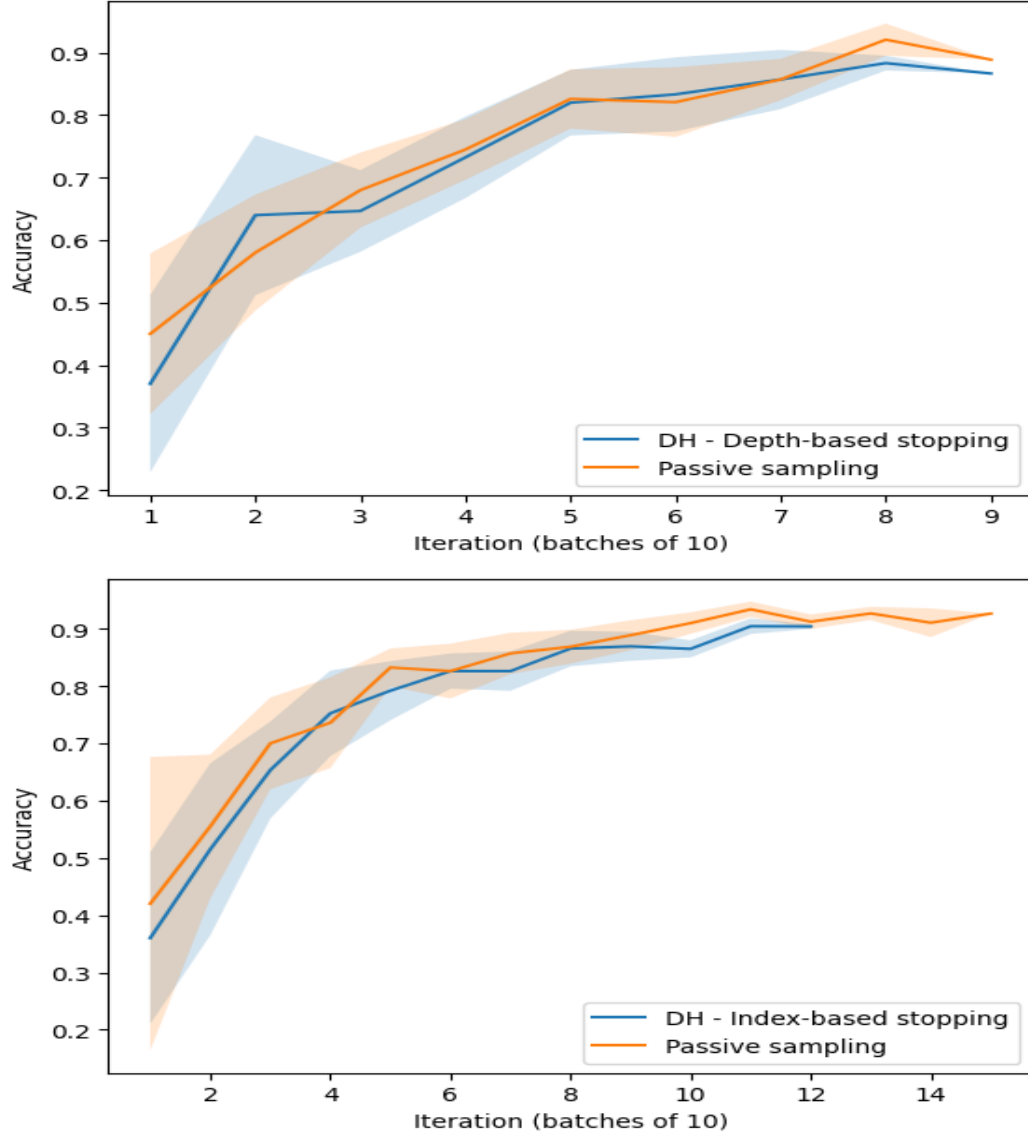 0.9
0.8
0.7
0.6
0.5
0.4
0.3
0.2
Accuracy
DH - Depth-based stopping
Passive sampling
1 2 3 4 5 6 7 8 9
Iteration (batches of 10)
0.9
0.8
0.7
0.6
0.5
0.4
0.3
0.2
Accuracy
DH - Index-based stopping
Passive sampling
2 4 6 8 10 12 14
Iteration (batches of 10)